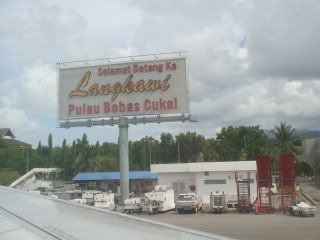 Selamat Datang Ke
Langkawi
Pulau Bebas Cukai